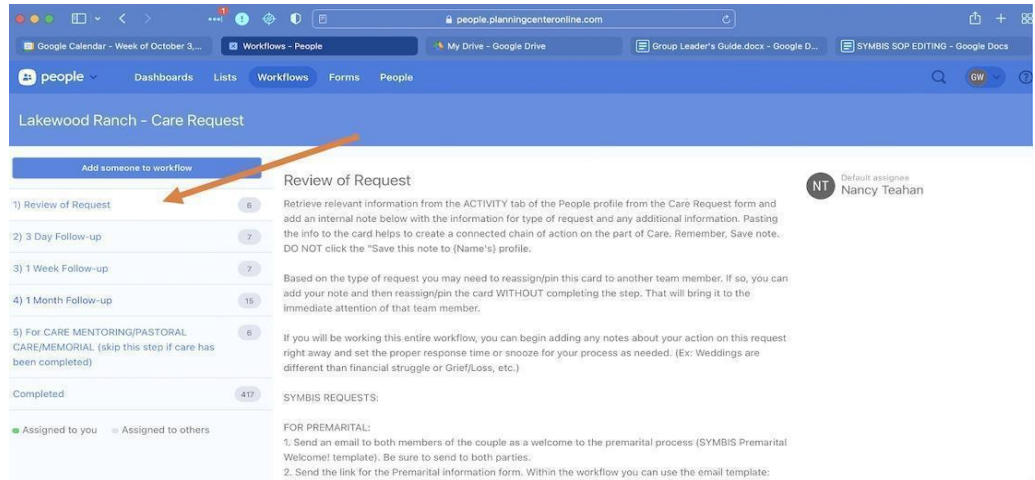 1
people.planningcenteronline.com
Google Calendar - Week of October 3,...
Workflows - People
My Drive - Google Drive
Group Leader's Guide.docx - Google D...
SYMBIS SOP EDITING - Google Docs
people
Dashboards
Lists
Workflows
Forms
People
GW
Lakewood Ranch - Care Request
Add someone to workflow
1) Review of Request 6
2) 3 Day Follow-up 7
3) 1 Week Follow-up 7
4) 1 Month Follow-up 15
5) For CARE MENTORING/PASTORAL 6
CARE/MEMORIAL (skip this step if care has
been completed)
Completed 417
Assigned to you
Assigned to others
Review of Request
Retrieve relevant information from the ACTIVITY tab of the People profile from the Care Request form and
add an internal note below with the information for type of request and any additional information. Pasting
the info to the card helps to create a connected chain of action on the part of Care. Remember, Save note.
DO NOT click the "Save this note to {Name's} profile.
Based on the type of request you may need to reassign/pin this card to another team member. If so, you can
add your note and then reassign/pin the card WITHOUT completing the step. That will bring it to the
immediate attention of that team member.
If you will be working this entire workflow, you can begin adding any notes about your action on this request
right away and set the proper response time or snooze for your process as needed. (Ex: Weddings are
different than financial struggle or Grief/Loss, etc.)
SYMBIS REQUESTS:
FOR PREMARITAL:
1. Send an email to both members of the couple as a welcome to the premarital process (SYMBIS Premarital
Welcome! template). Be sure to send to both parties.
2. Send the link for the Premarital information form. Within the workflow you can use the email template:
NT
Default assignee
Nancy Teahan